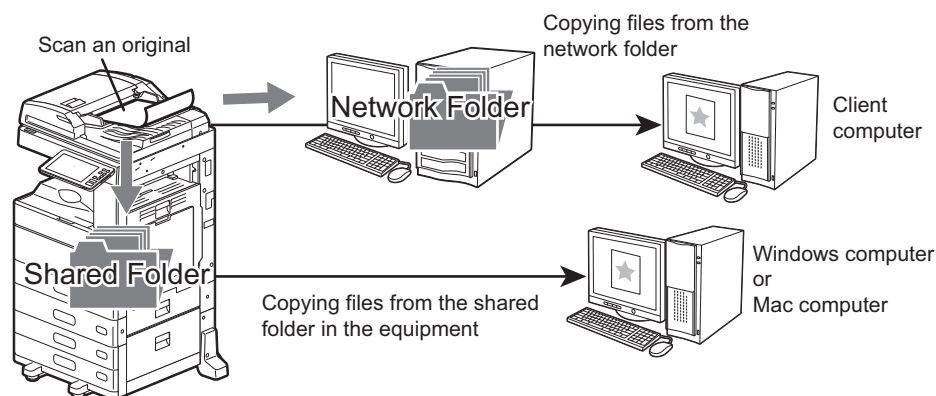 Scan an original
Copying files from the
network folder
Network Folder
Client
computer
Shared Folder
Copying files from the shared
folder in the equipment
Windows computer
or
Mac computer